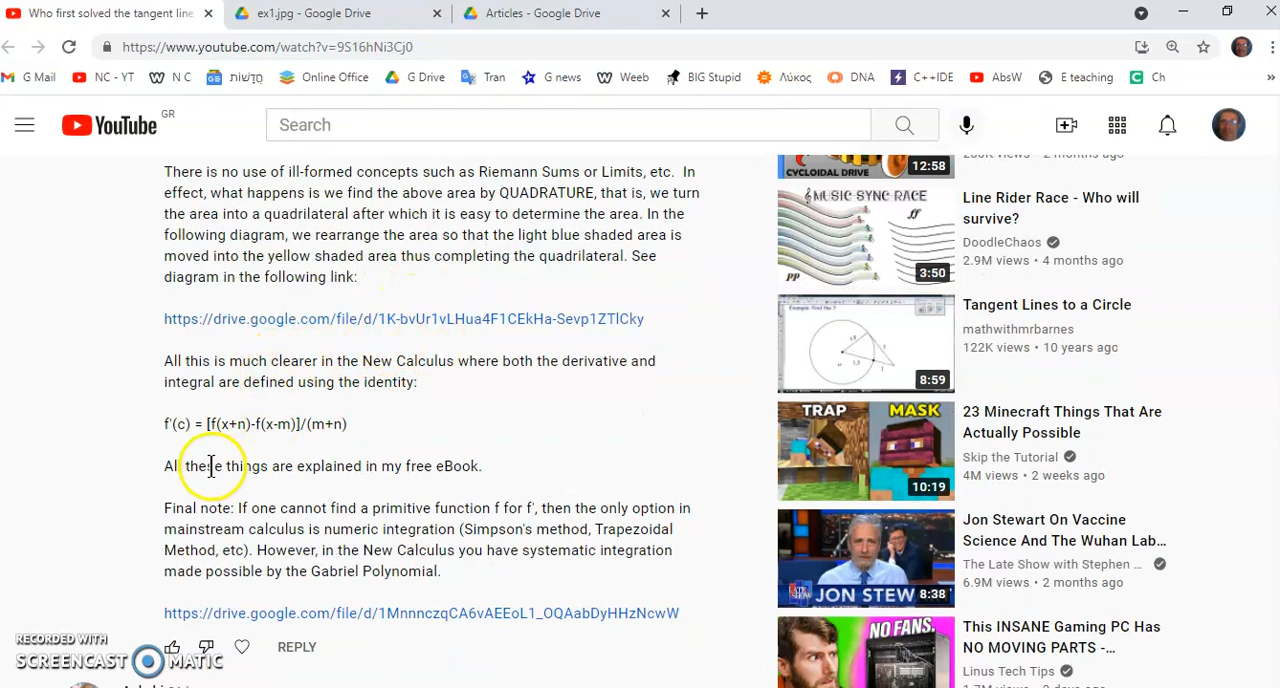 Who first solved the tangent line
ex1.jpg - Google Drive
Articles - Google Drive
https://www.youtube.com/watch?v=9S16hNi3Cj0
G Mail
NC - YT
N C
חֲדָשׁוֹת
Online Office
G Drive
Tran
G news
Weeb
BIG Stupid
Λύκος
DNA
C++IDE
AbsW
E teaching
Ch
»
YouTube GR
Search
There is no use of ill-formed concepts such as Riemann Sums or Limits, etc. In
effect, what happens is we find the above area by QUADRATURE, that is, we turn
the area into a quadrilateral after which it is easy to determine the area. In the
following diagram, we rearrange the area so that the light blue shaded area is
moved into the yellow shaded area thus completing the quadrilateral. See
diagram in the following link:
https://drive.google.com/file/d/1K-bvUr1vLHua4F1CEkHa-Sevp1ZTlCky
All this is much clearer in the New Calculus where both the derivative and
integral are defined using the identity:
f'(c) = [f(x+n)-f(x-m)]/(m+n)
All these things are explained in my free eBook.
Final note: If one cannot find a primitive function f for f', then the only option in
mainstream calculus is numeric integration (Simpson's method, Trapezoidal
Method, etc). However, in the New Calculus you have systematic integration
made possible by the Gabriel Polynomial.
https://drive.google.com/file/d/1MnnnczqCA6vAEEoL1_OQAabDyHHzNcwW
REPLY
RECORDED WITH
SCREENCAST MATIC
CYCLOIDAL DRIVE
12:58
2 months ago
MUSIC SYNC RACE
ff
pp
3:50
Line Rider Race - Who will
survive?
DoodleChaos
2.9M views • 4 months ago
8:59
Tangent Lines to a Circle
mathwithmrbarnes
122K views • 10 years ago
TRAP
MASK
10:19
23 Minecraft Things That Are
Actually Possible
Skip the Tutorial
4M views • 2 weeks ago
JON STEW
8:38
Jon Stewart On Vaccine
Science And The Wuhan Lab...
The Late Show with Stephen ...
6.9M views • 2 months ago
NO FANS.
This INSANE Gaming PC Has
NO MOVING PARTS -...
Linus Tech Tips